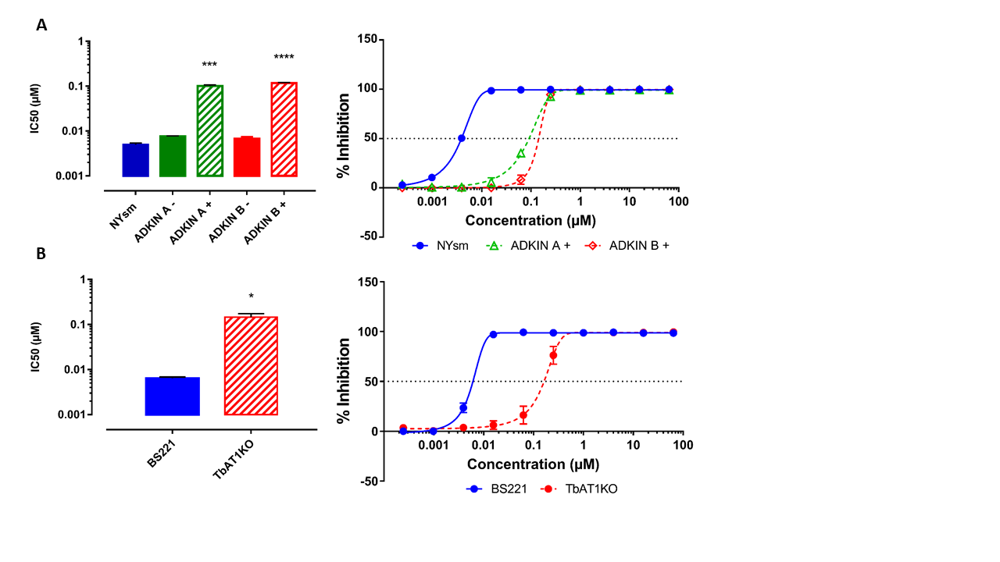 A
IC50 (µM)
1
0.1
0.01
0.001
***
****
NYsm
ADKIN A -
ADKIN A +
ADKIN B -
ADKIN B +
% Inhibition
150
100
50
0
-50
0.001 0.01 0.1 1 10 100
Concentration (µM)
NYsm ADKIN A + ADKIN B +
B
IC50 (µM)
1
0.1
0.01
0.001
*
BS221
TbAT1KO
% Inhibition
150
100
50
0
-50
0.001 0.01 0.1 1 10 100
Concentration (µM)
BS221 TbAT1KO